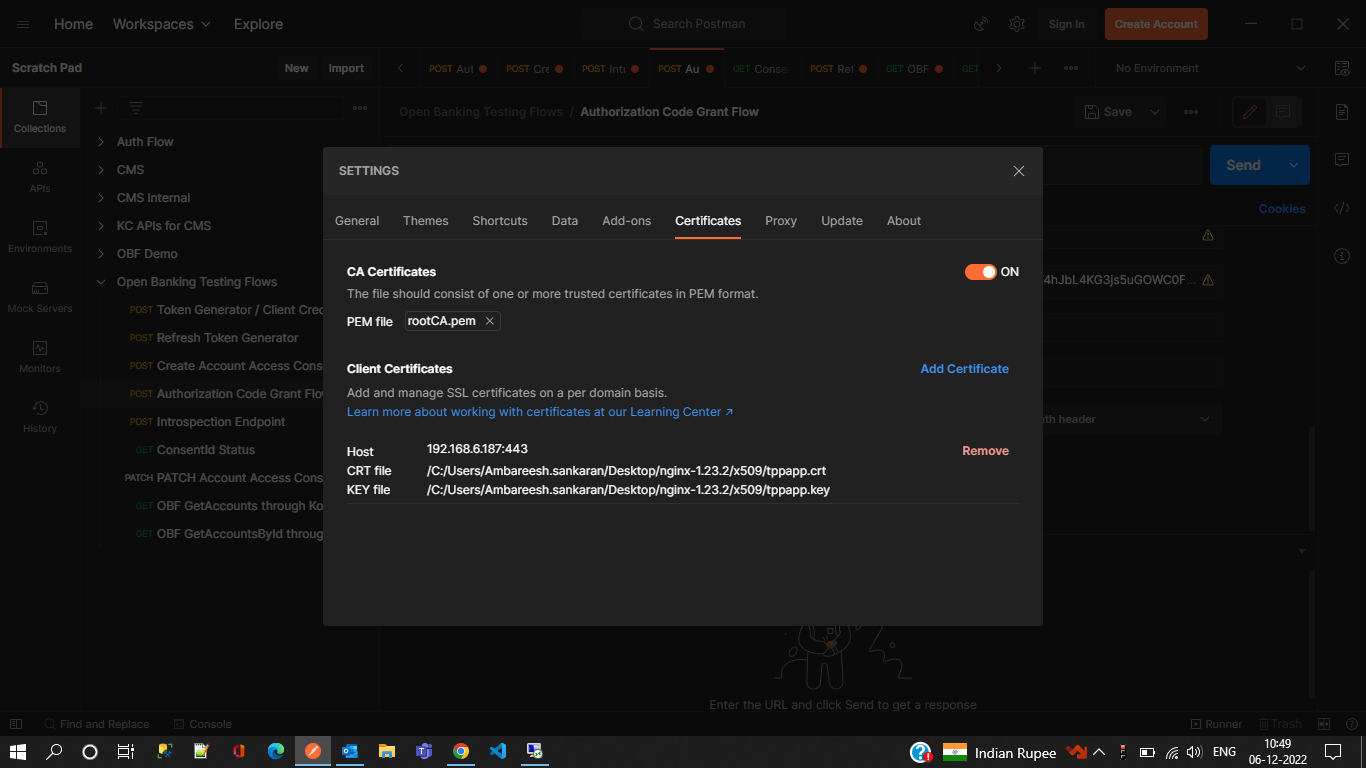 Home Workspaces Explore Search Postman Sign In Create Account
Scratch Pad New Import POST Aut POST Cre POST Intr POST Au GET Conse POST Ref GET OBF GET No Environment
Collections
APIs
Environments
Mock Servers
Monitors
History
Auth Flow
CMS
CMS Internal
KC APIs for CMS
OBF Demo
Open Banking Testing Flows
POST Token Generator / Client Cred
POST Refresh Token Generator
POST Create Account Access Cons
POST Authorization Code Grant Flo
POST Introspection Endpoint
GET ConsentId Status
PATCH PATCH Account Access Cons
GET OBF GetAccounts through Ko
GET OBF GetAccountsById throug
Open Banking Testing Flows / Authorization Code Grant Flow Save
Send
Cookies
4hJbL4KG3js5uGOWC0F...
uth header
SETTINGS
General Themes Shortcuts Data Add-ons Certificates Proxy Update About
CA Certificates ON
The file should consist of one or more trusted certificates in PEM format.
PEM file rootCA.pem
Client Certificates Add Certificate
Add and manage SSL certificates on a per domain basis.
Learn more about working with certificates at our Learning Center ↗
Host 192.168.6.187:443 Remove
CRT file /C:/Users/Ambareesh.sankaran/Desktop/nginx-1.23.2/x509/tppapp.crt
KEY file /C:/Users/Ambareesh.sankaran/Desktop/nginx-1.23.2/x509/tppapp.key
Enter the URL and click Send to get a response
Find and Replace Console Runner Trash
Indian Rupee ENG 10:49
06-12-2022